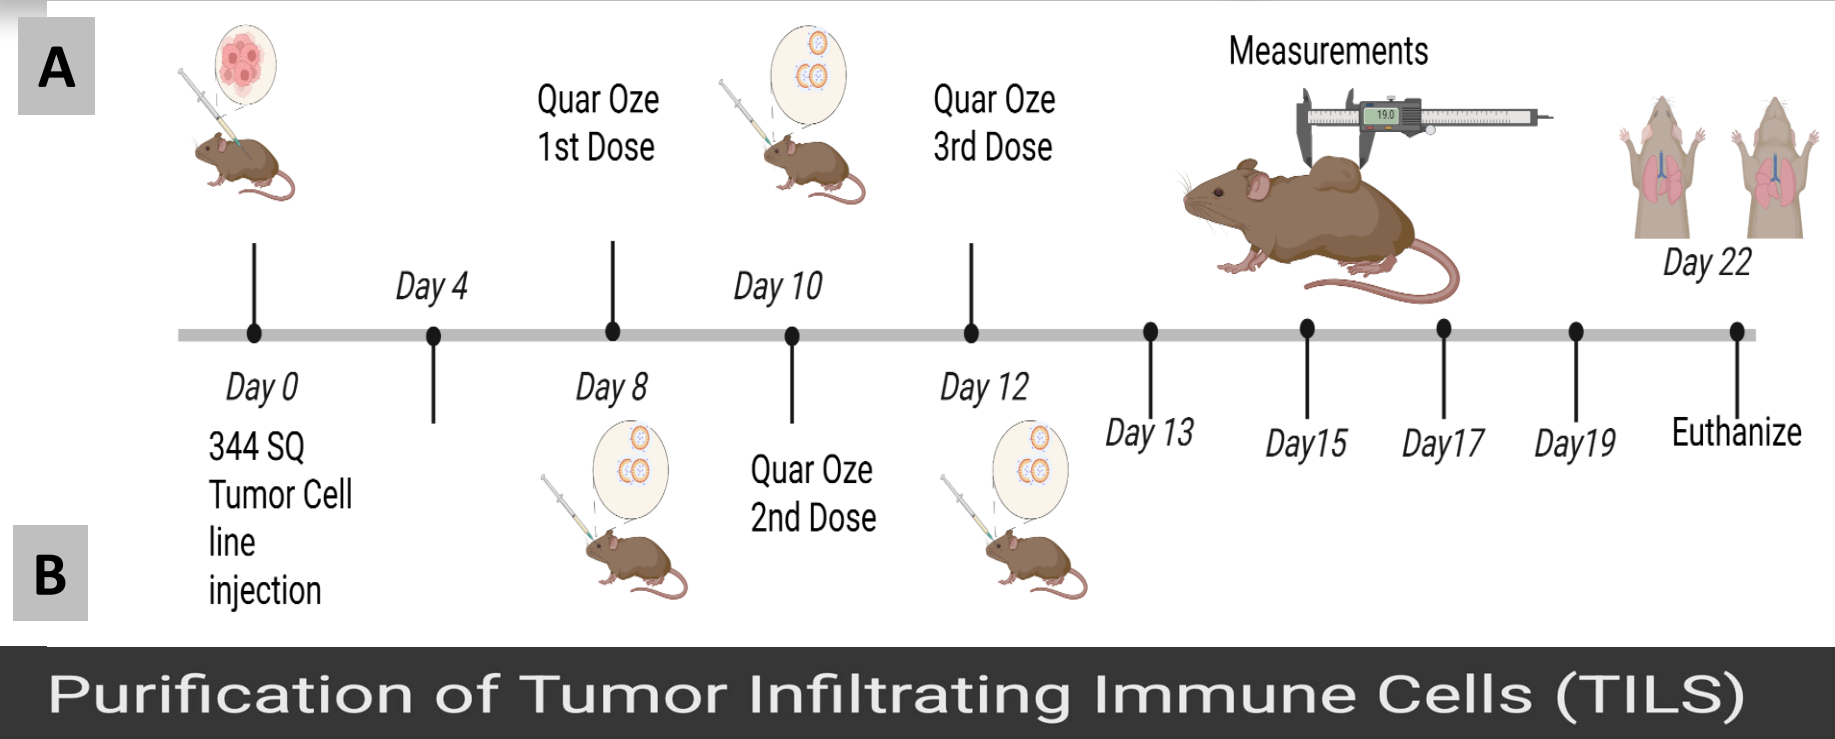 A
Measurements
19.0
Quar Oze
1st Dose
Quar Oze
3rd Dose
Day 4
Day 10
Day 22
Day 0
Day 8
Day 12
Day 13
Day15
Day17
Day19
Euthanize
344 SQ
Tumor Cell
line
injection
Quar Oze
2nd Dose
B
Purification of Tumor Infiltrating Immune Cells (TILS)